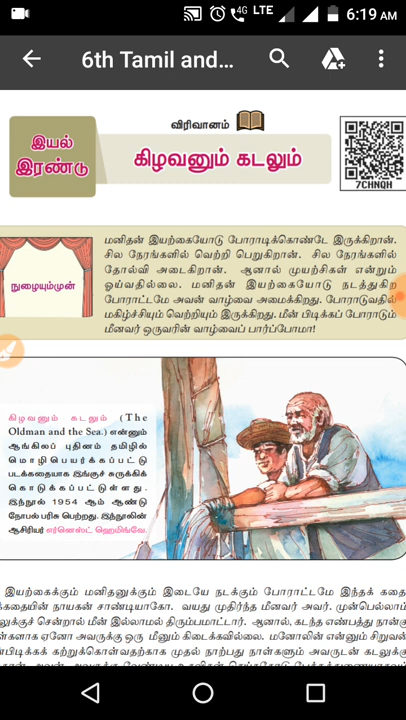 4G LTE 6:19 AM
6th Tamil and...
விரிவானம்
இயல்
இரண்டு
கிழவனும் கடலும்
7CHNQH
நுழையும்முன்
மனிதன் இயற்கையோடு போராடிக்கொண்டே இருக்கிறான்.
சில நேரங்களில் வெற்றி பெறுகிறான். சில நேரங்களில்
தோல்வி அடைகிறான். ஆனால் முயற்சிகள் என்றும்
ஓய்வதில்லை. மனிதன் இயற்கையோடு நடத்துகிற
போராட்டமே அவன் வாழ்வை அமைக்கிறது. போராடுவதில்
மகிழ்ச்சியும் வெற்றியும் இருக்கிறது. மீன் பிடிக்கப் போராடும்
மீனவர் ஒருவரின் வாழ்வைப் பார்ப்போமா!
கிழவனும் கடலும் (The
Oldman and the Sea.) என்னும்
ஆங்கிலப் புதினம் தமிழில்
மொழிபெயர்க்கப்பட்டு
படக்கதையாக இங்குச் சுருக்கிக்
கொடுக்கப்பட்டுள்ளது.
இந்நூல் 1954 ஆம் ஆண்டு
நோபல் பரிசு பெற்றது. இந்நூலின்
ஆசிரியர் எர்னெஸ்ட் ஹெமிங்வே.
இயற்கைக்கும் மனிதனுக்கும் இடையே நடக்கும் போராட்டமே இந்தக் கதை
க்கதையின் நாயகன் சாண்டியாகோ. வயது முதிர்ந்த மீனவர் அவர். முன்பெல்லாம்
லுக்குச் சென்றால் மீன் இல்லாமல் திரும்பமாட்டார். ஆனால், கடந்த எண்பத்து நான்கு
ள்களாக ஏனோ அவருக்கு ஒரு மீனும் கிடைக்கவில்லை. மனோலின் என்னும் சிறுவன்
ன்பிடிக்கக் கற்றுக்கொள்வதற்காக முதல் நாற்பது நாள்களும் அவருடன் கடலுக்கு